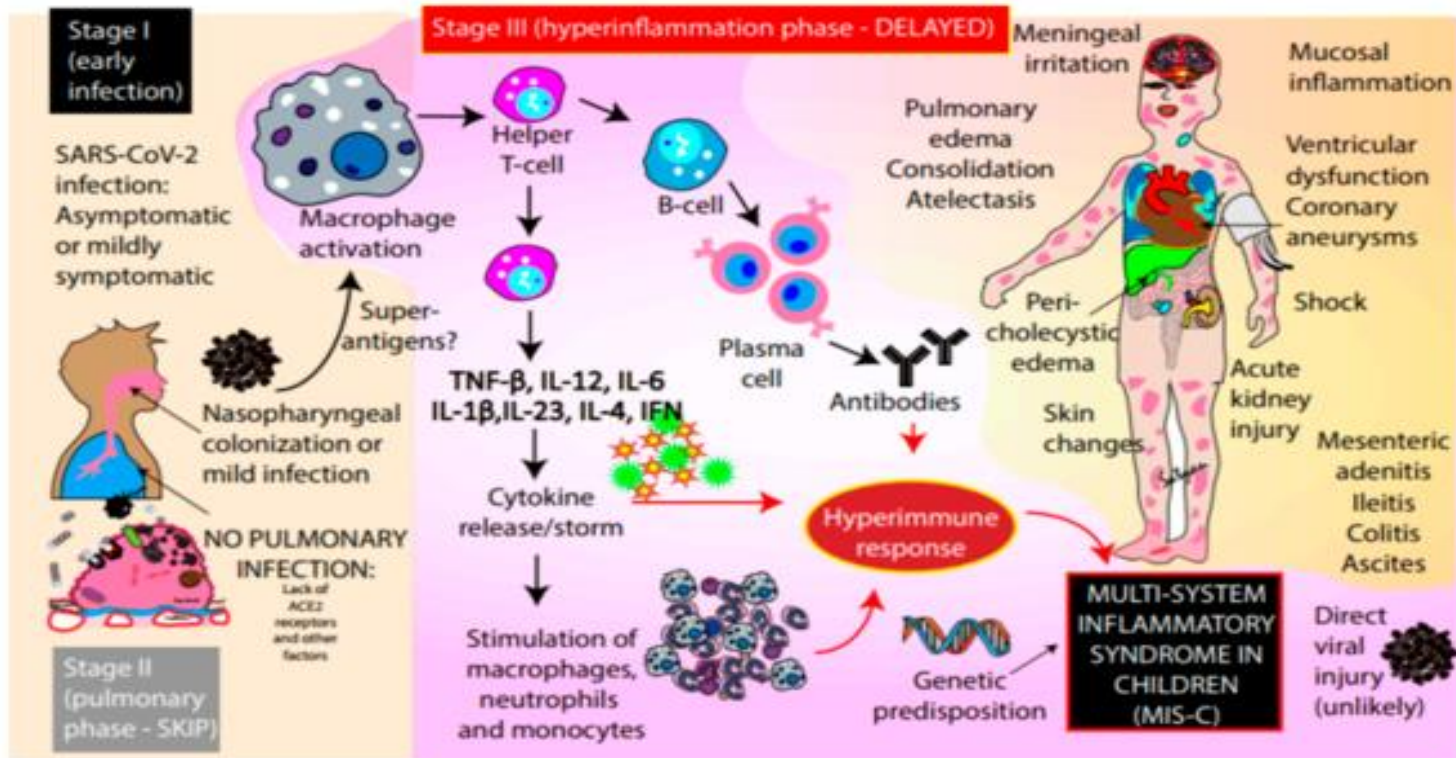 Stage I
(early
infection)
SARS-CoV-2
infection:
Asymptomatic
or mildly
symptomatic
Nasopharyngeal
colonization or
mild infection
NO PULMONARY
INFECTION:
Lack of
ACE2
receptors
and other
factors
Stage II
(pulmonary
phase - SKIP)
Stage III (hyperinflammation phase - DELAYED)
Macrophage
activation
Super-
antigens?
Helper
T-cell
B-cell
Plasma
cell
Antibodies
TNF-β, IL-12, IL-6
IL-1β,IL-23, IL-4, IFN
Cytokine
release/storm
Stimulation of
macrophages,
neutrophils
and monocytes
Hyperimmune
response
Genetic
predisposition
MULTI-SYSTEM
INFLAMMATORY
SYNDROME IN
CHILDREN
(MIS-C)
Direct
viral
injury
(unlikely)
Meningeal
irritation
Mucosal
inflammation
Pulmonary
edema
Consolidation
Atelectasis
Ventricular
dysfunction
Coronary
aneurysms
Shock
Peri-
cholecystic
edema
Acute
kidney
injury
Skin
changes
Mesenteric
adenitis
Ileitis
Colitis
Ascites